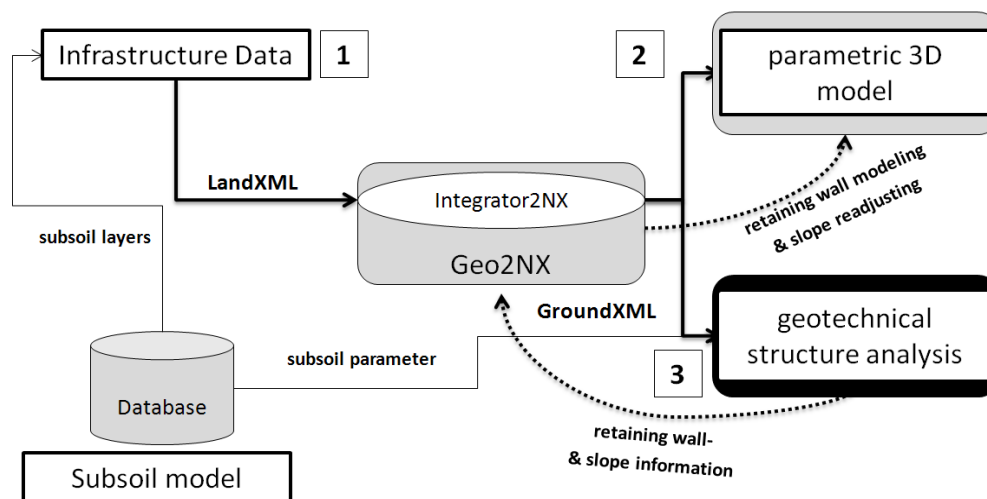 Infrastructure Data
1
2
parametric 3D
model
LandXML
Integrator2NX
Geo2NX
retaining wall modeling
& slope readjusting
subsoil layers
GroundXML
geotechnical
structure analysis
subsoil parameter
3
Database
retaining wall-
& slope information
Subsoil model